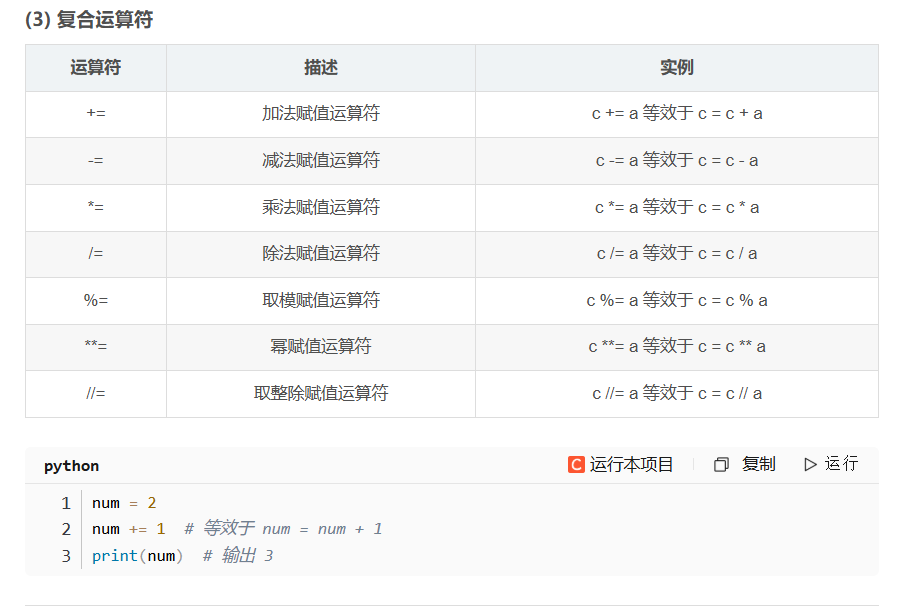 (3) 复合运算符
运算符 描述 实例
+= 加法赋值运算符 c += a 等效于 c = c + a
-= 减法赋值运算符 c -= a 等效于 c = c - a
*= 乘法赋值运算符 c *= a 等效于 c = c * a
/= 除法赋值运算符 c /= a 等效于 c = c / a
%= 取模赋值运算符 c %= a 等效于 c = c % a
**= 幂赋值运算符 c **= a 等效于 c = c ** a
//= 取整除赋值运算符 c //= a 等效于 c = c // a
python C 运行本项目 复制 运行
1 num = 2
2 num += 1 # 等效于 num = num + 1
3 print(num) # 输出 3